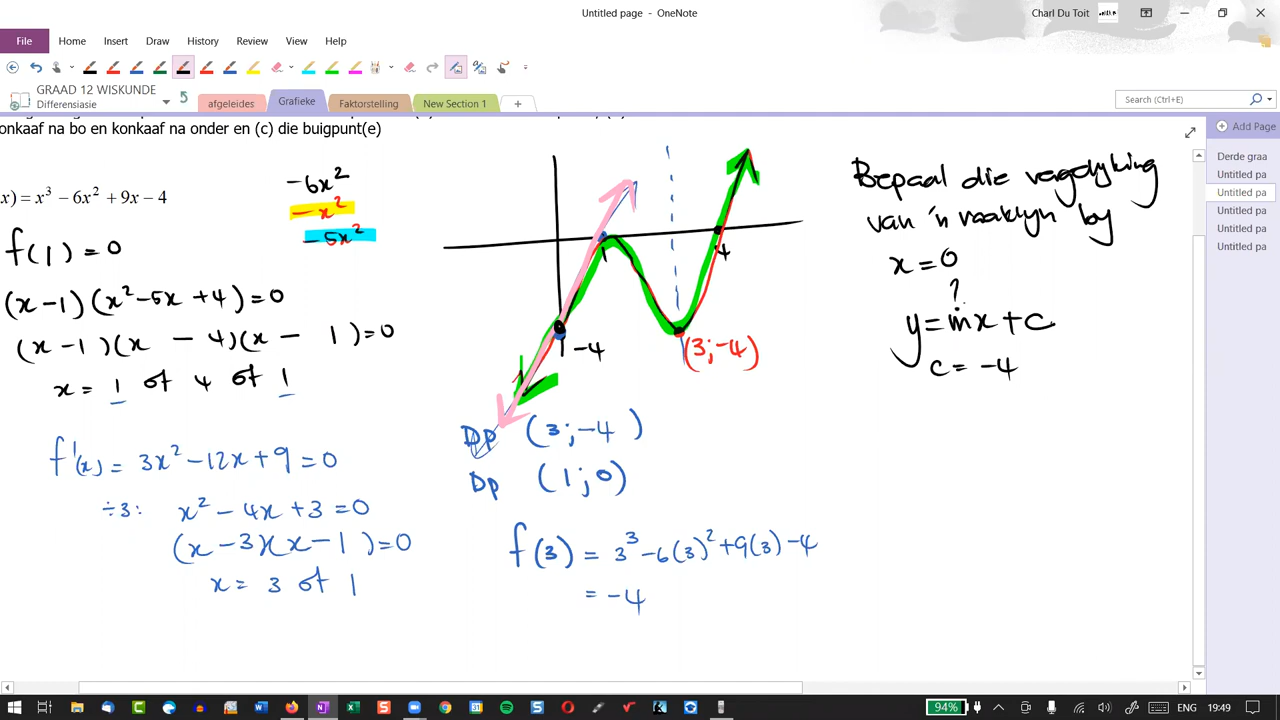 Untitled page - OneNote
Charl Du Toit
File Home Insert Draw History Review View Help
GRAAD 12 WISKUNDE
Differensiasie
afgeleides Grafieke Faktorstelling New Section 1 +
Search (Ctrl+E)
onkaaf na bo en konkaaf na onder en (c) die buigpunt(e)
Add Page
Derde graa
Untitled pa
Untitled pa
Untitled pa
Untitled pa
Untitled pa
x) = x³ − 6x² + 9x − 4
−6x²
−x²
−5x²
f(1) = 0
(x−1)(x²−5x+4)=0
(x−1)(x − 4)(x − 1)=0
x = 1 of 4 of 1
f'(x) = 3x²−12x+9 = 0
÷3: x² − 4x + 3 = 0
(x−3)(x−1)=0
x = 3 of 1
1
4
−4
(3;−4)
Dp (3;−4)
Dp (1;0)
f(3) = 3³−6(3)²+9(3)−4
= −4
Bepaal die vergelyking
van 'n raaklyn by
x = 0
?
y = mx + c
c = −4
94%
ENG
19:49